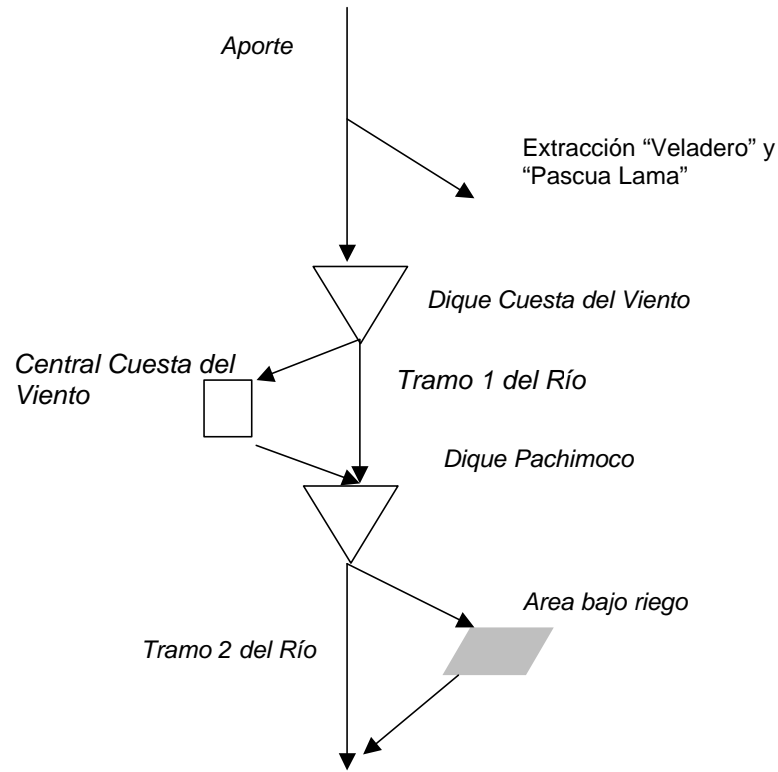 Aporte
Extracción “Veladero” y
“Pascua Lama”
Dique Cuesta del Viento
Central Cuesta del
Viento
Tramo 1 del Río
Dique Pachimoco
Area bajo riego
Tramo 2 del Río